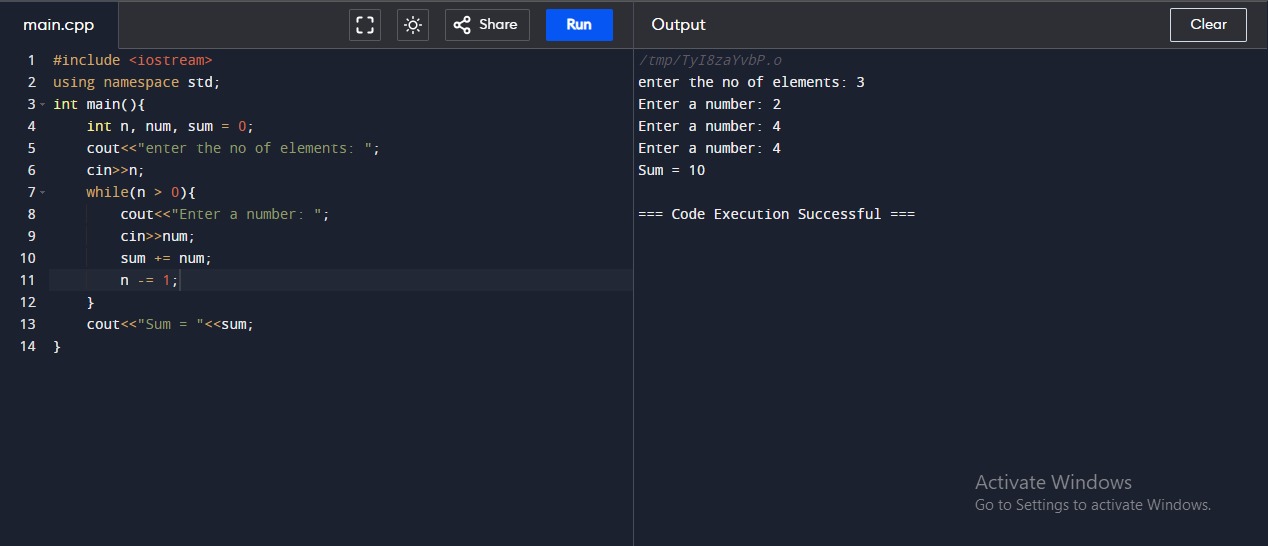 main.cpp
Share
Run
Output
Clear
1 #include <iostream>
2 using namespace std;
3 int main(){
4 int n, num, sum = 0;
5 cout<<"enter the no of elements: ";
6 cin>>n;
7 while(n > 0){
8 cout<<"Enter a number: ";
9 cin>>num;
10 sum += num;
11 n -= 1;
12 }
13 cout<<"Sum = "<<sum;
14 }
/tmp/TyI8zaYvbP.o
enter the no of elements: 3
Enter a number: 2
Enter a number: 4
Enter a number: 4
Sum = 10
=== Code Execution Successful ===
Activate Windows
Go to Settings to activate Windows.